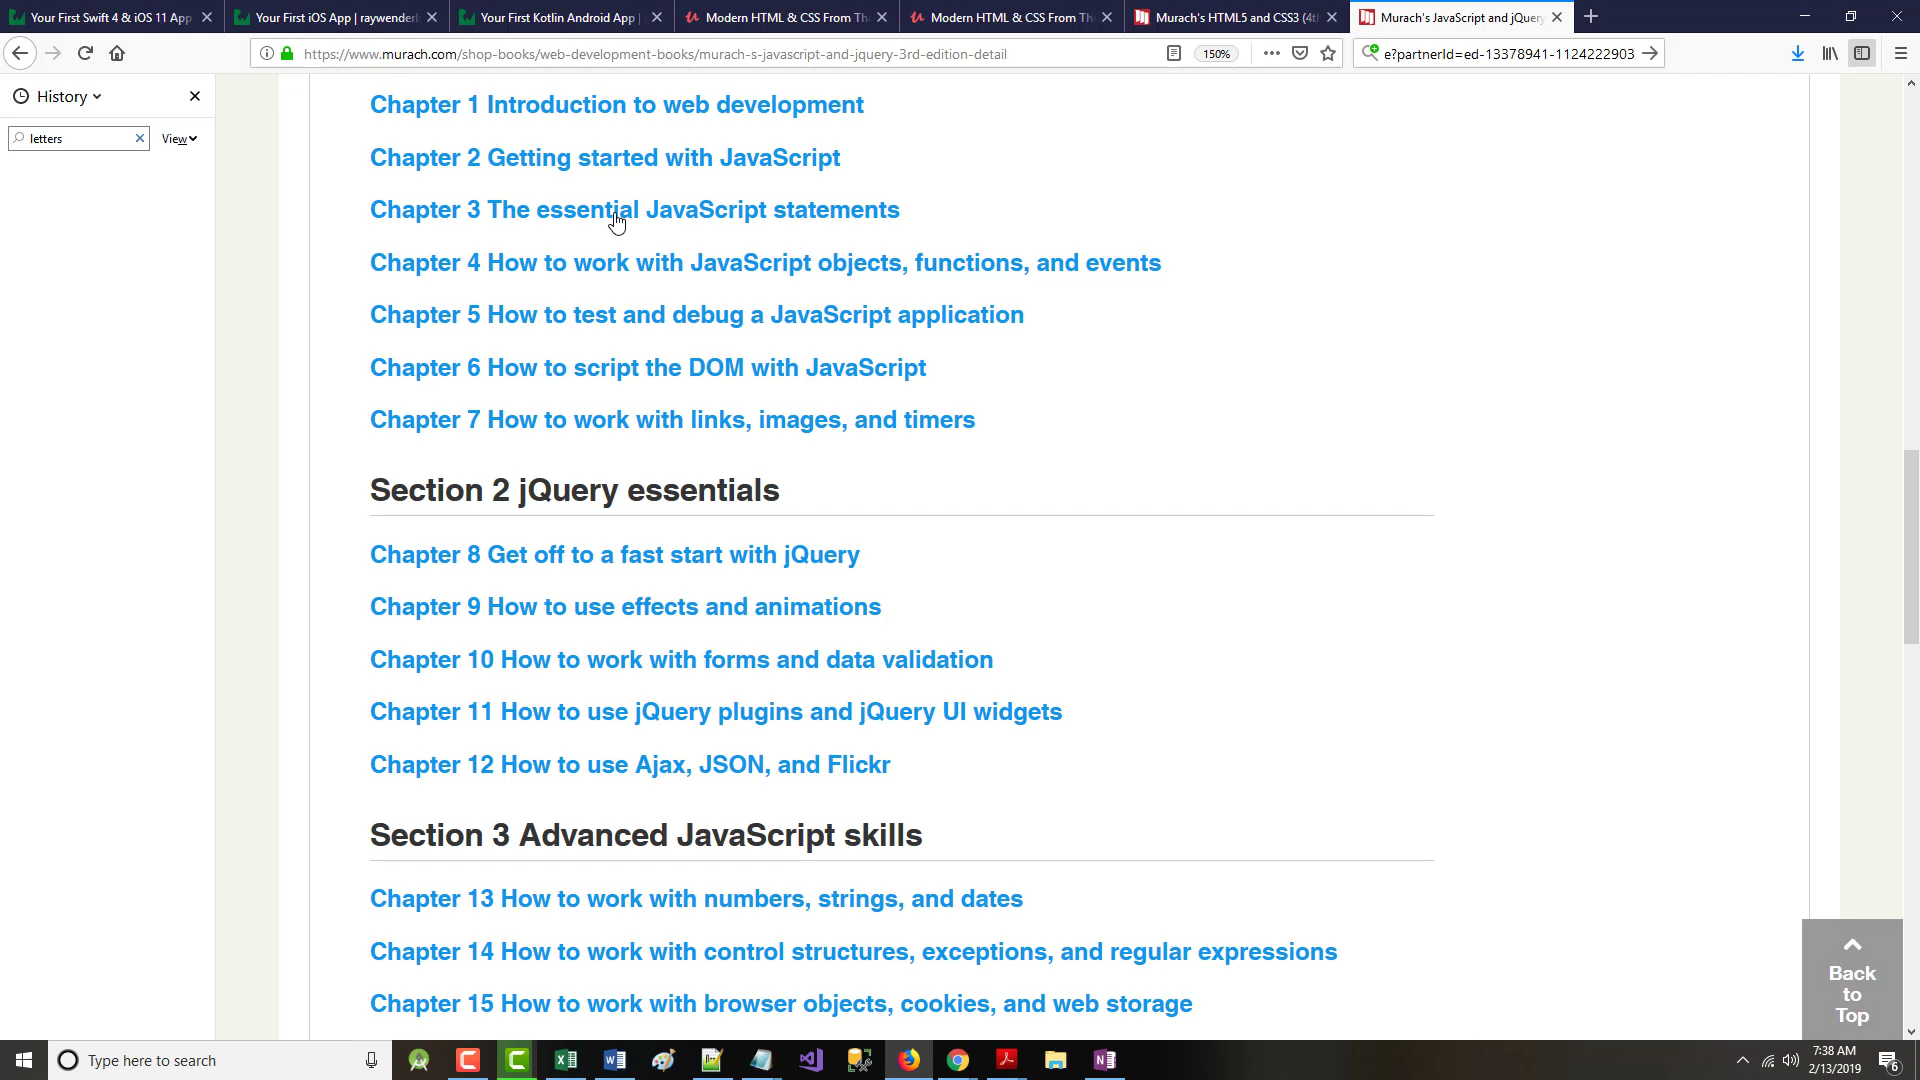 Your First Swift 4 & iOS 11 App
Your First iOS App | raywenderl
Your First Kotlin Android App |
Modern HTML & CSS From The
Modern HTML & CSS From The
Murach's HTML5 and CSS3 (4th
Murach's JavaScript and jQuery
https://www.murach.com/shop-books/web-development-books/murach-s-javascript-and-jquery-3rd-edition-detail
150%
e?partnerId=ed-13378941-1124222903
History
letters
View
Chapter 1 Introduction to web development
Chapter 2 Getting started with JavaScript
Chapter 3 The essential JavaScript statements
Chapter 4 How to work with JavaScript objects, functions, and events
Chapter 5 How to test and debug a JavaScript application
Chapter 6 How to script the DOM with JavaScript
Chapter 7 How to work with links, images, and timers
Section 2 jQuery essentials
Chapter 8 Get off to a fast start with jQuery
Chapter 9 How to use effects and animations
Chapter 10 How to work with forms and data validation
Chapter 11 How to use jQuery plugins and jQuery UI widgets
Chapter 12 How to use Ajax, JSON, and Flickr
Section 3 Advanced JavaScript skills
Chapter 13 How to work with numbers, strings, and dates
Chapter 14 How to work with control structures, exceptions, and regular expressions
Chapter 15 How to work with browser objects, cookies, and web storage
Back
to
Top
Type here to search
7:38 AM
2/13/2019
6